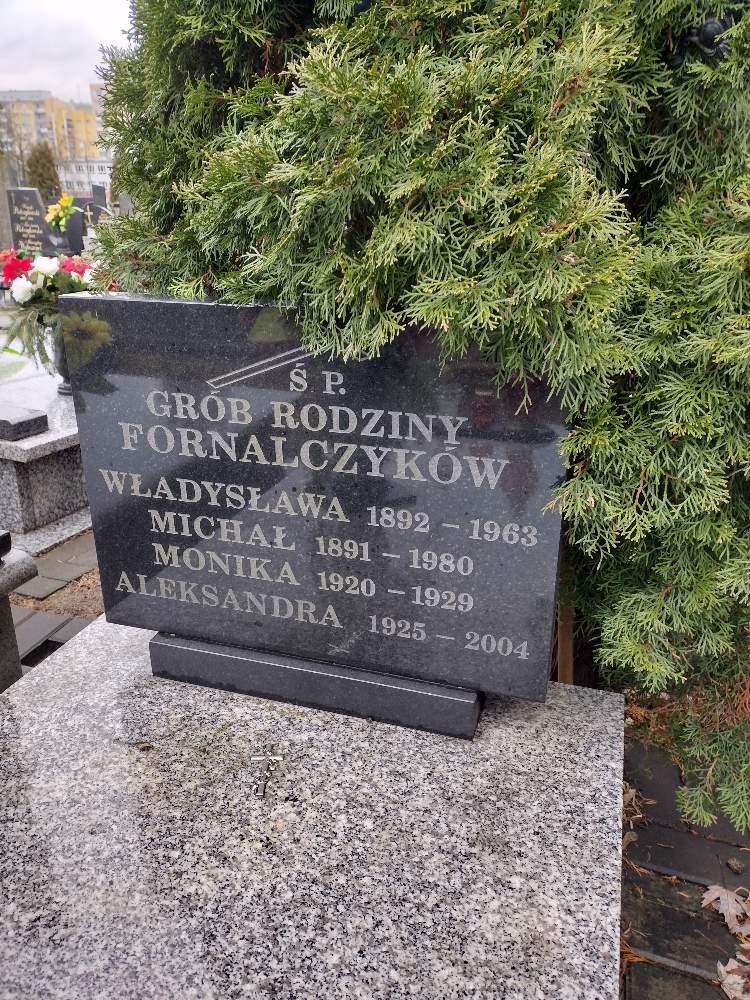 Ś P.
GRÓB RODZINY
FORNALCZYKÓW
WŁADYSŁAWA 1892 – 1963
MICHAŁ 1891 – 1980
MONIKA 1920 – 1929
ALEKSANDRA 1925 – 2004